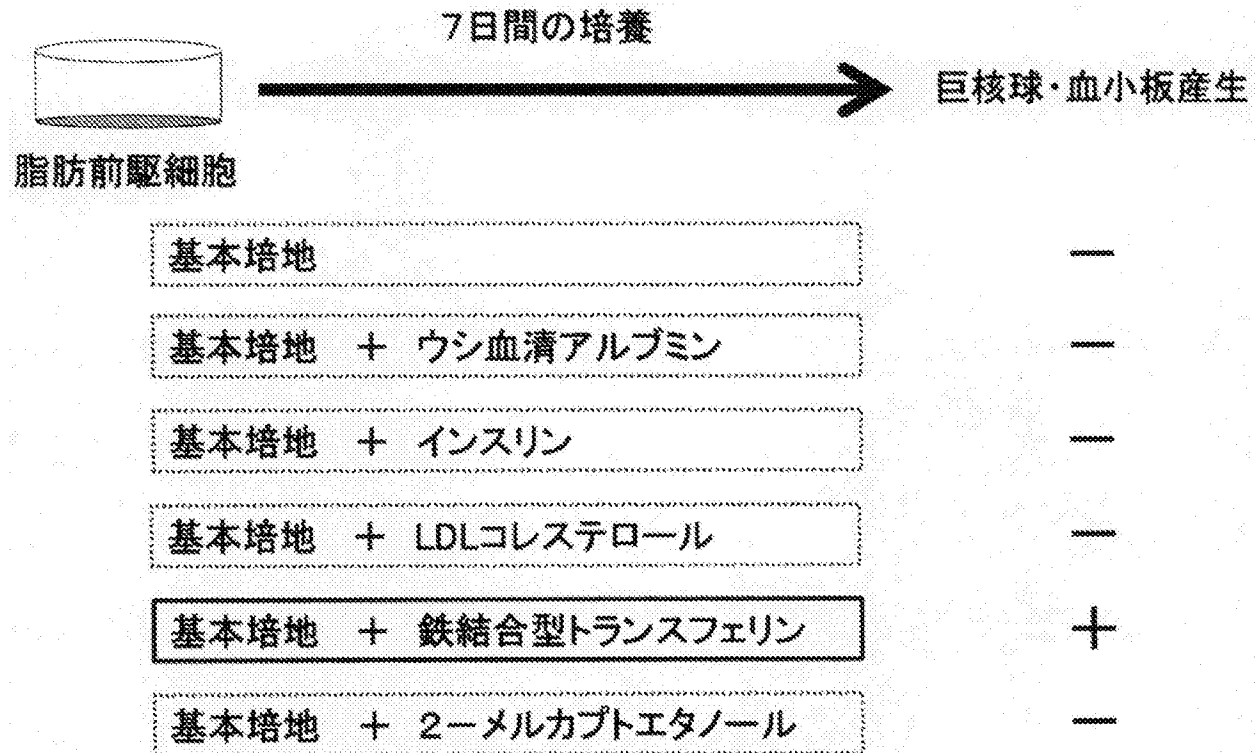 7日間の培養
巨核球・血小板産生
脂肪前駆細胞
基本培地 －
基本培地 ＋ ウシ血清アルブミン －
基本培地 ＋ インスリン －
基本培地 ＋ LDLコレステロール －
基本培地 ＋ 鉄結合型トランスフェリン ＋
基本培地 ＋ ２－メルカプトエタノール －